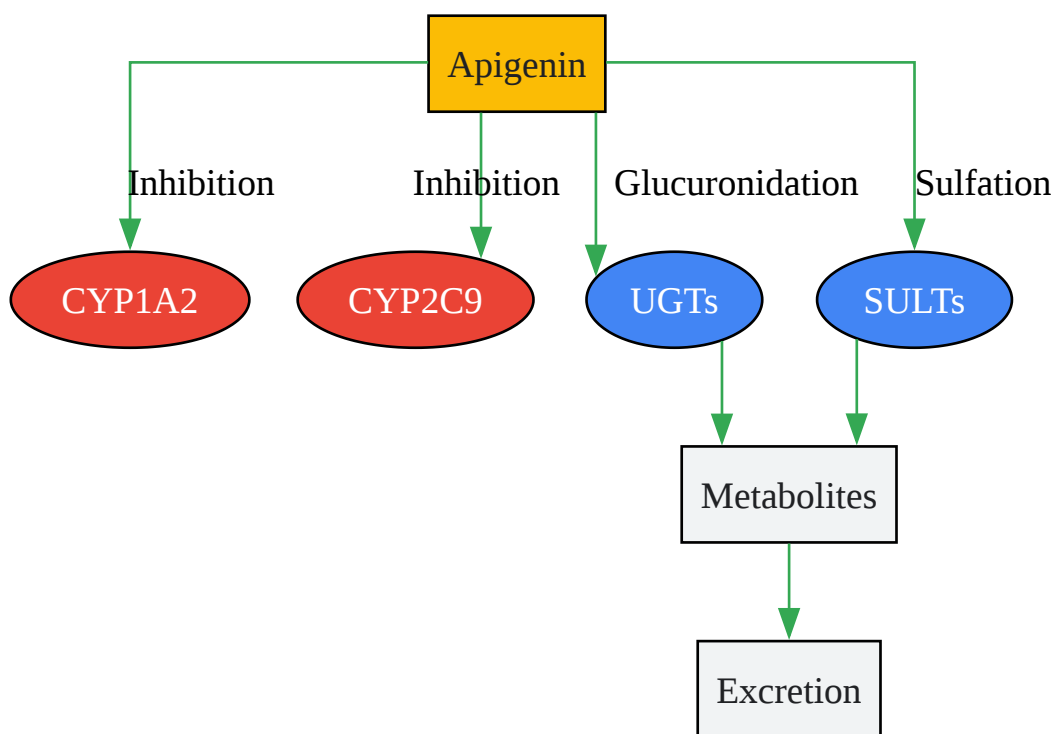 Apigenin
Inhibition
Inhibition
Glucuronidation
Sulfation
CYP1A2
CYP2C9
UGTs
SULTs
Metabolites
Excretion